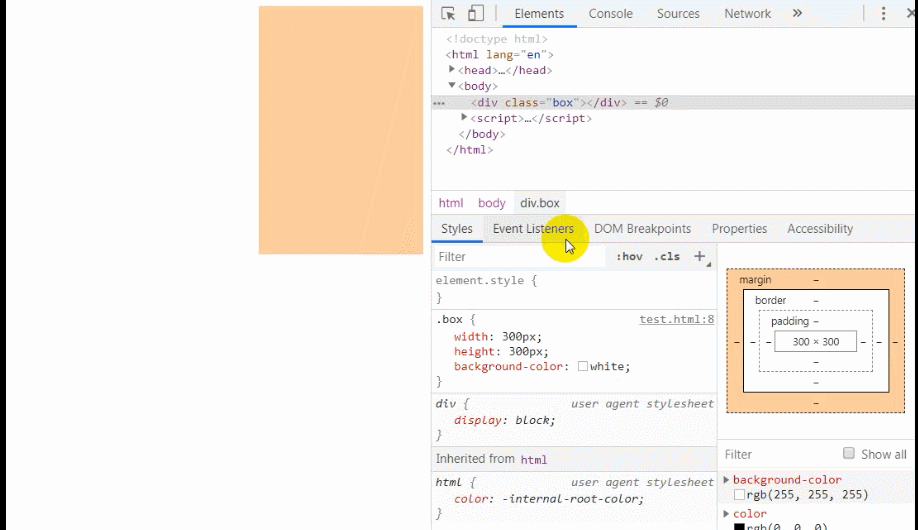 Elements Console Sources Network »
<!doctype html>
<html lang="en">
<head>…</head>
<body>
<div class="box"></div> == $0
<script>…</script>
</body>
</html>
html body div.box
Styles Event Listeners DOM Breakpoints Properties Accessibility
Filter :hov .cls +
element.style {
}
.box { test.html:8
width: 300px;
height: 300px;
background-color: white;
}
div { user agent stylesheet
display: block;
}
Inherited from html
html { user agent stylesheet
color: -internal-root-color;
}
margin –
border –
padding –
– – – 300 × 300 – – –
–
–
–
Filter Show all
background-color
rgb(255, 255, 255)
color
rgb(0, 0, 0)